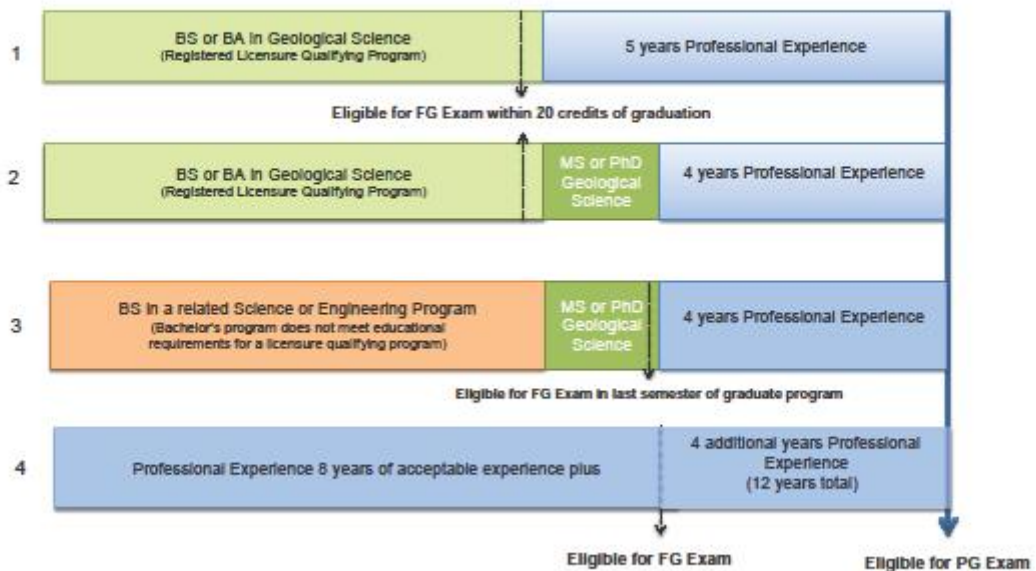 1
BS or BA in Geological Science
(Registered Licensure Qualifying Program)
5 years Professional Experience
Eligible for FG Exam within 20 credits of graduation
2
BS or BA in Geological Science
(Registered Licensure Qualifying Program)
MS or PhD
Geological
Science
4 years Professional Experience
3
BS in a related Science or Engineering Program
(Bachelor's program does not meet educational
requirements for a licensure qualifying program)
MS or PhD
Geological
Science
4 years Professional Experience
Eligible for FG Exam in last semester of graduate program
4
Professional Experience 8 years of acceptable experience plus
4 additional years Professional
Experience
(12 years total)
Eligible for FG Exam
Eligible for PG Exam